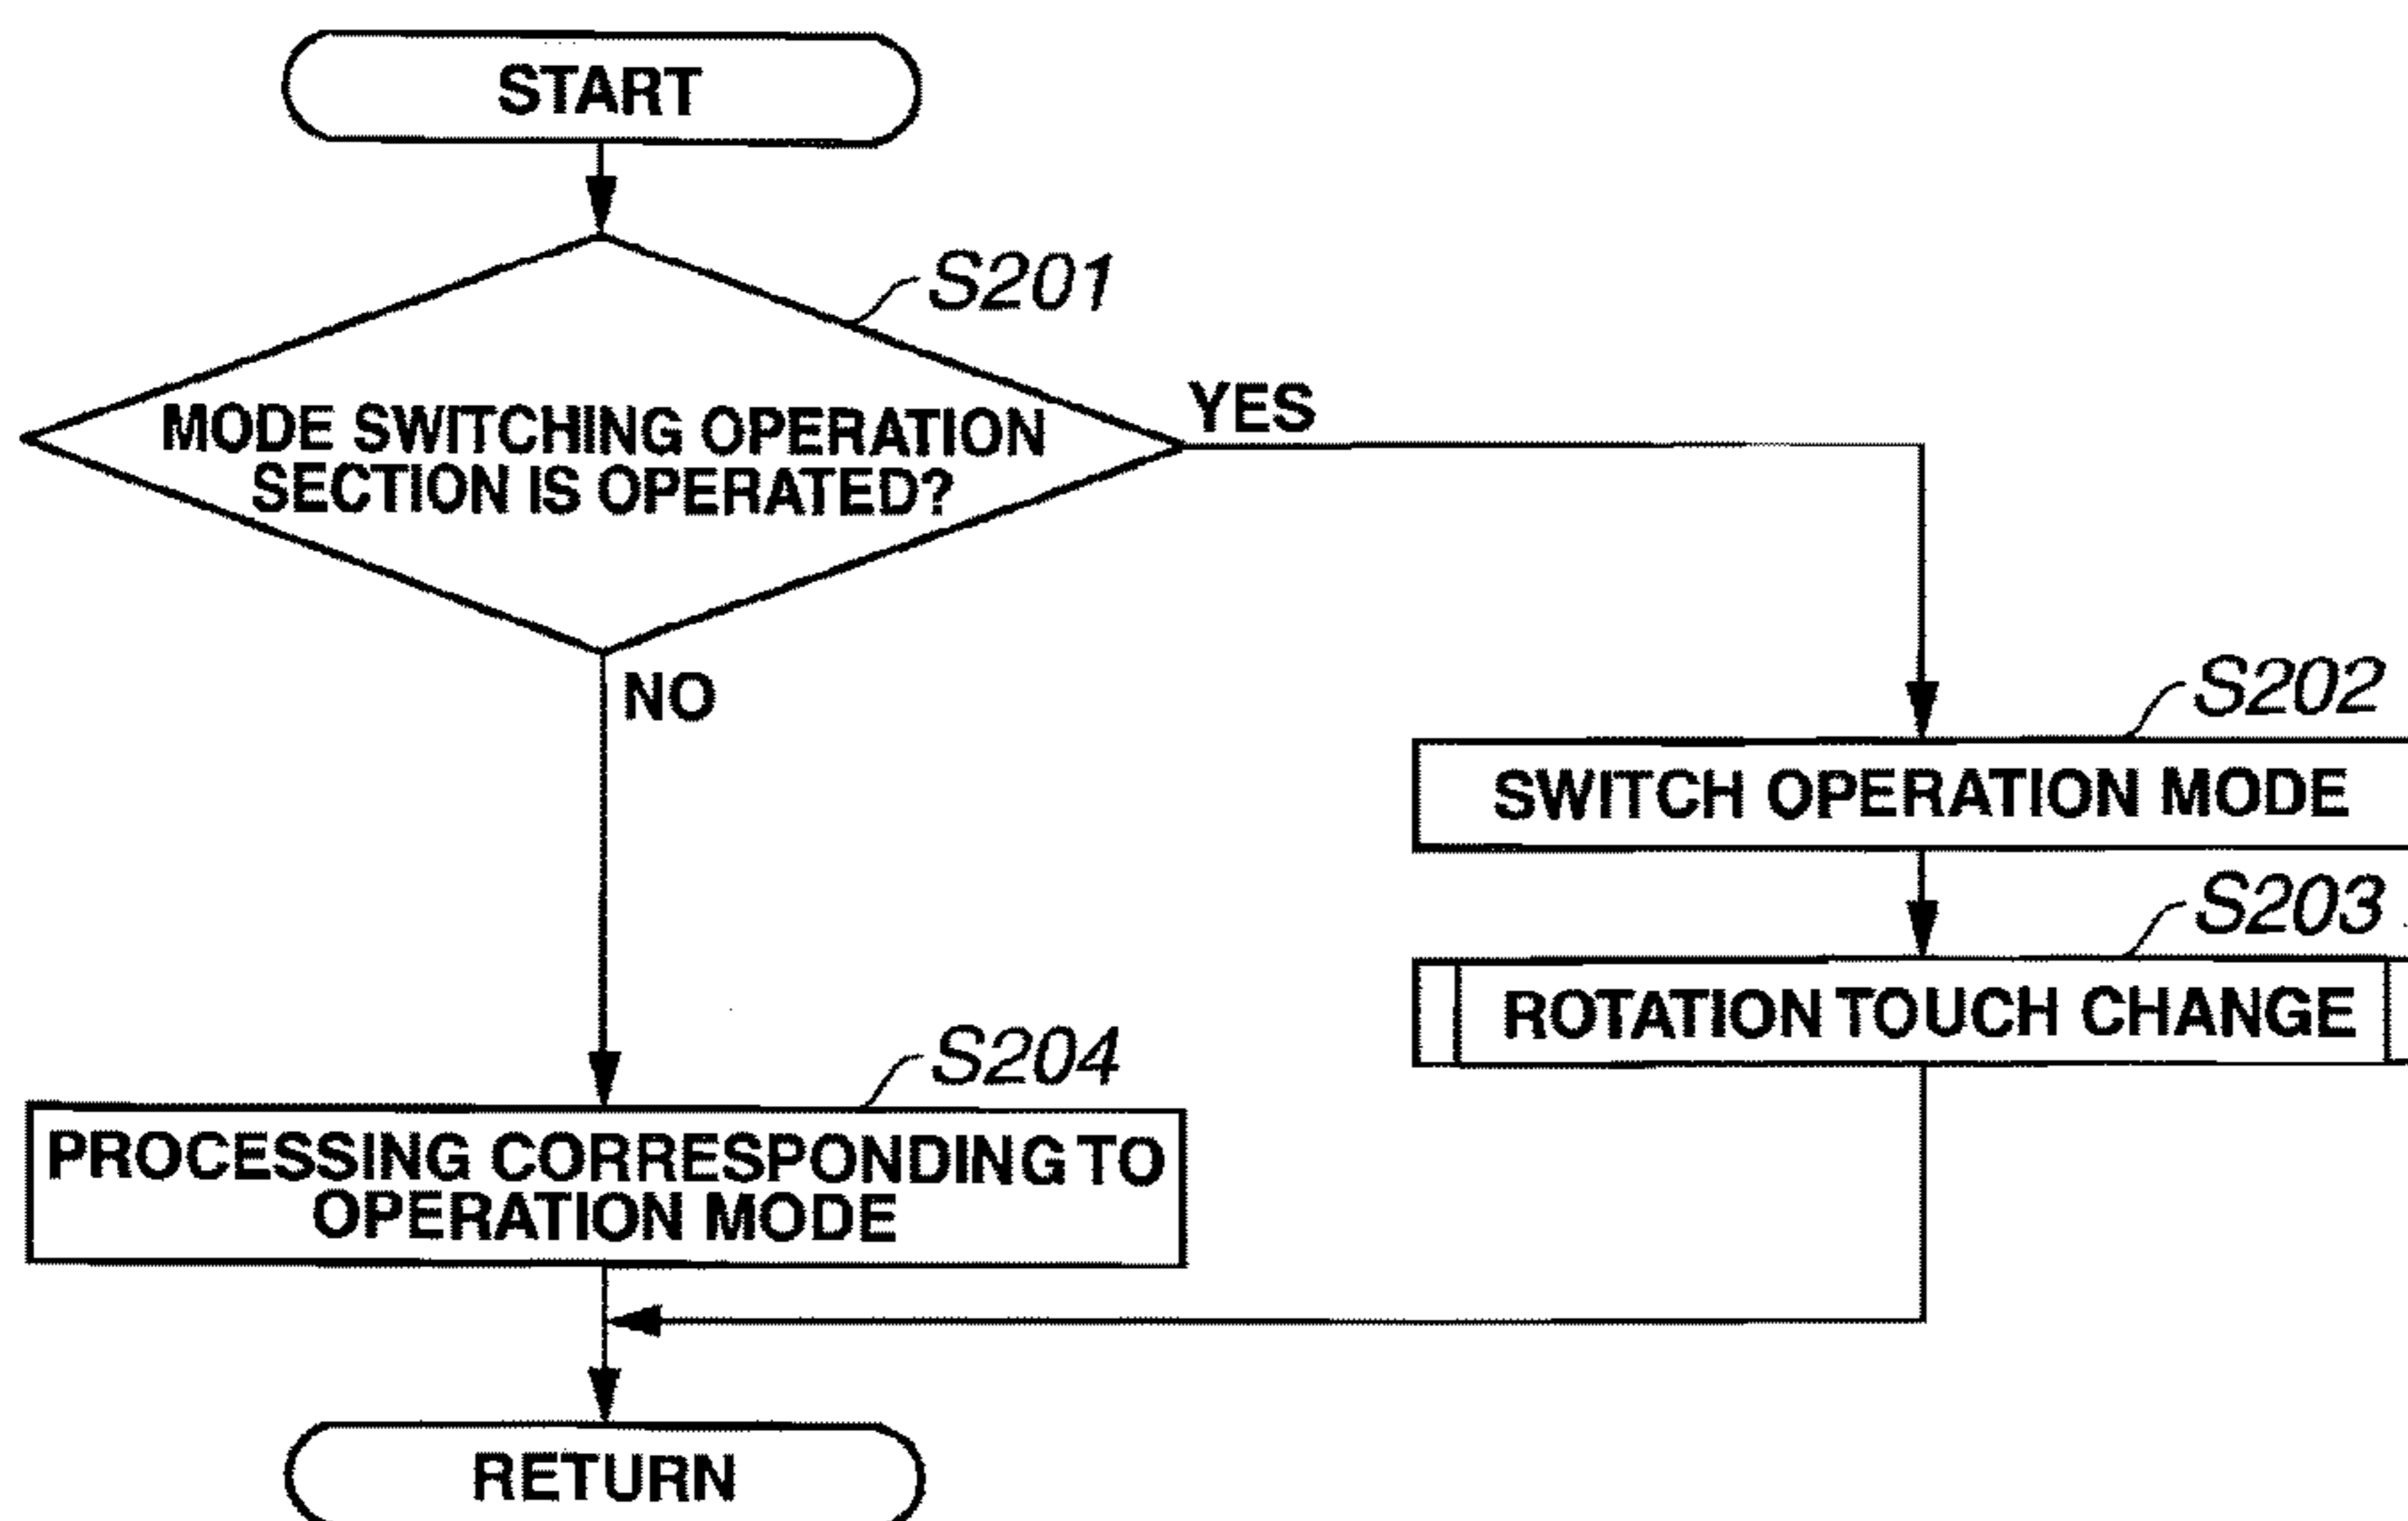 START
S201
MODE SWITCHING OPERATION
SECTION IS OPERATED?
YES
NO
S202
SWITCH OPERATION MODE
S203
ROTATION TOUCH CHANGE
S204
PROCESSING CORRESPONDING TO
OPERATION MODE
RETURN